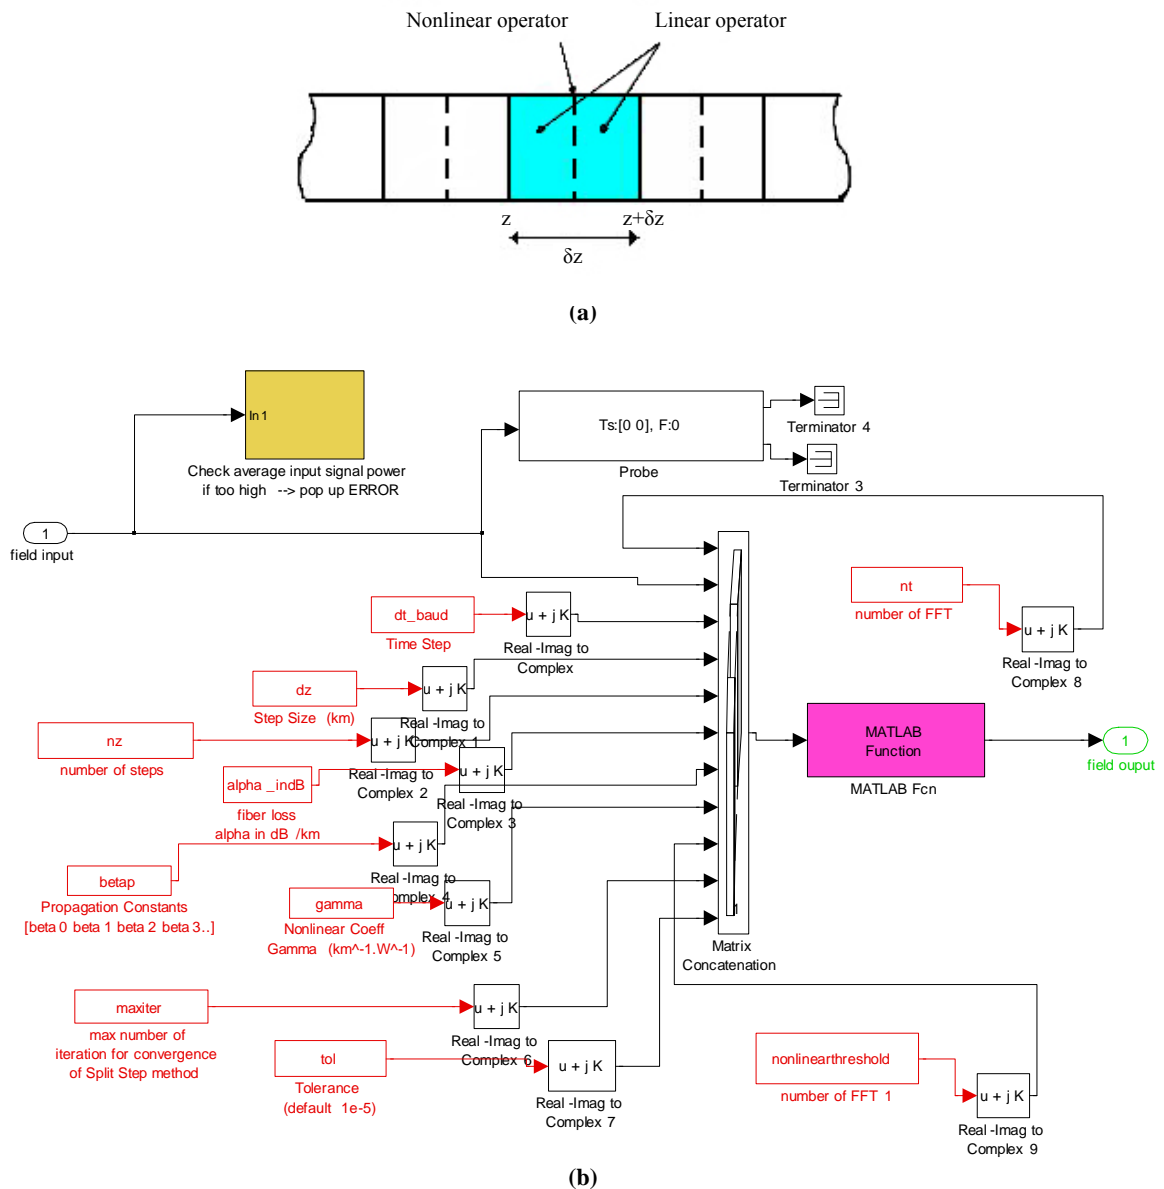 Nonlinear operator
Linear operator
z
z+δz
δz
(a)
In1
Check average input signal power
if too high --> pop up ERROR
Ts:[0 0], F:0
Probe
Terminator 4
Terminator 3
1
field input
dt_baud
Time Step
u + j K
Real -Imag to
Complex
nt
number of FFT
u + j K
Real -Imag to
Complex 8
dz
Step Size (km)
u + j K
Real -Imag to
Complex 1
nz
number of steps
u + j K
Real -Imag to
Complex 2
alpha _indB
fiber loss
alpha in dB /km
u + j K
Real -Imag to
Complex 3
MATLAB
Function
MATLAB Fcn
1
field ouput
betap
Propagation Constants
[beta 0 beta 1 beta 2 beta 3..]
u + j K
Real -Imag to
Complex 4
gamma
Nonlinear Coeff
Gamma (km^-1.W^-1)
u + j K
Real -Imag to
Complex 5
1
Matrix
Concatenation
maxiter
max number of
iteration for convergence
of Split Step method
u + j K
Real -Imag to
Complex 6
tol
Tolerance
(default 1e-5)
u + j K
Real -Imag to
Complex 7
nonlinearthreshold
number of FFT 1
u + j K
Real -Imag to
Complex 9
(b)